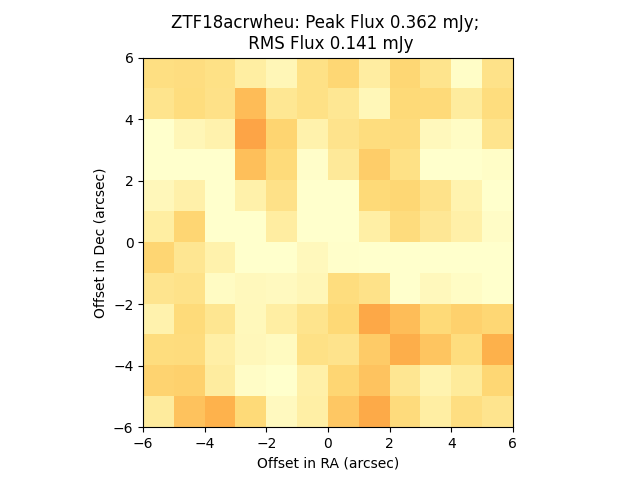 ZTF18acrwheu: Peak Flux 0.362 mJy;
RMS Flux 0.141 mJy
6
4
2
0
−2
−4
−6
Offset in Dec (arcsec)
−6 −4 −2 0 2 4 6
Offset in RA (arcsec)